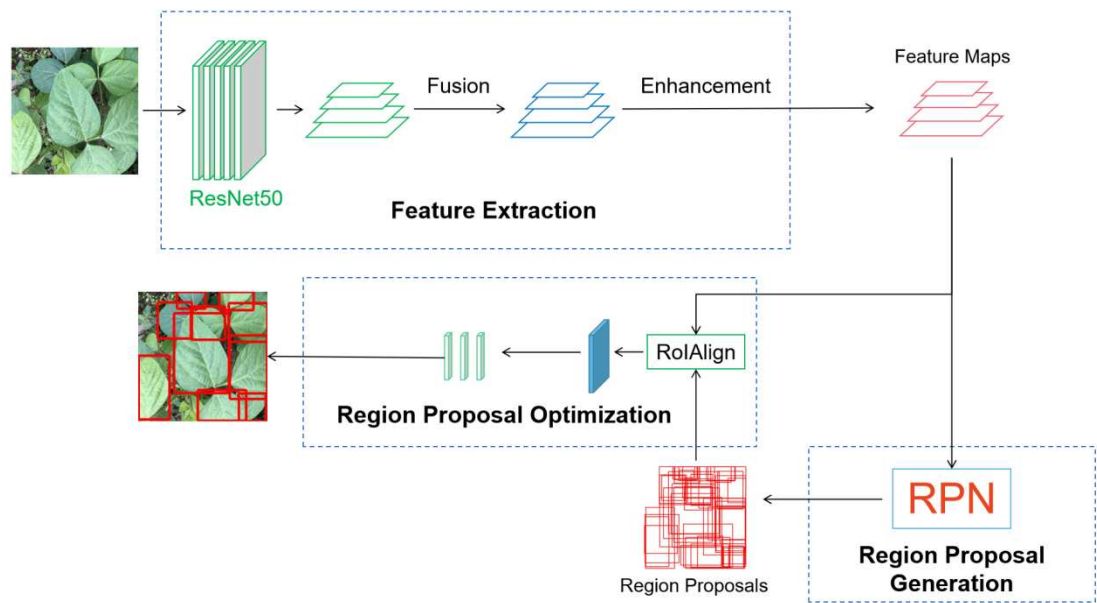 Feature Maps
Fusion
Enhancement
ResNet50
Feature Extraction
RoIAlign
Region Proposal Optimization
RPN
Region Proposals
Region Proposal
Generation